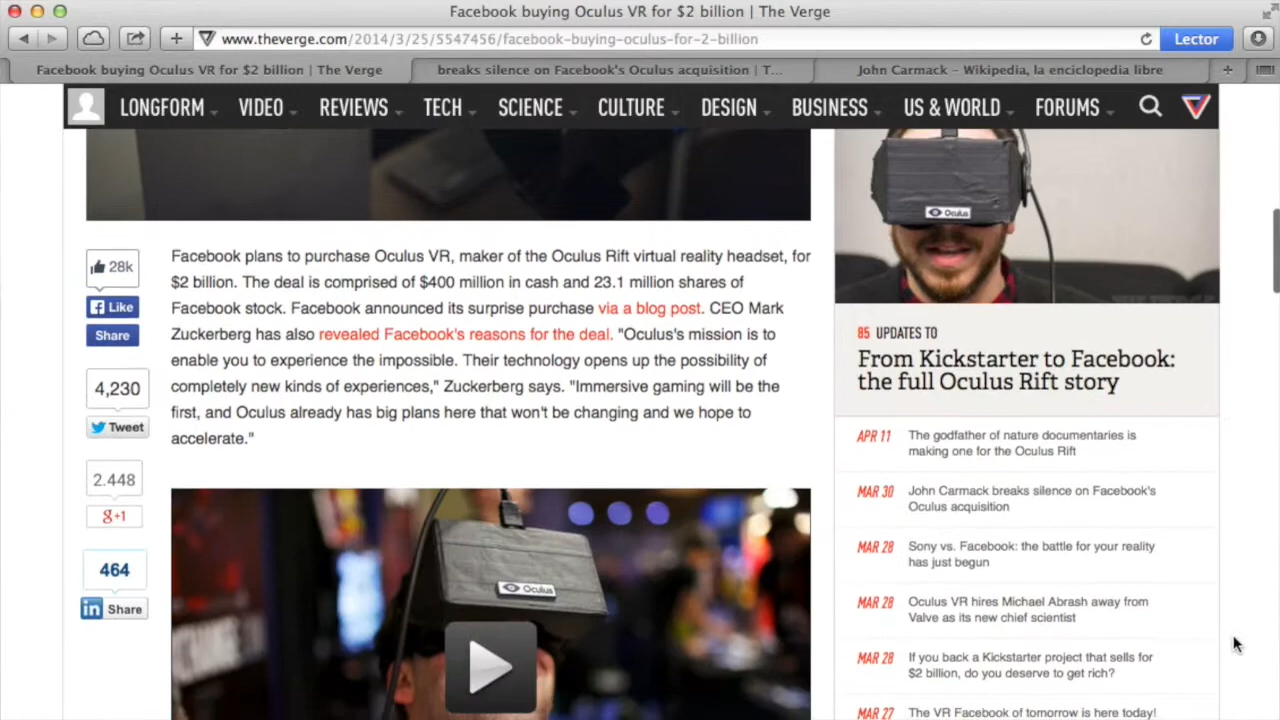 Facebook buying Oculus VR for $2 billion | The Verge
www.theverge.com/2014/3/25/5547456/facebook-buying-oculus-for-2-billion
Lector
Facebook buying Oculus VR for $2 billion | The Verge
breaks silence on Facebook's Oculus acquisition | T...
John Carmack – Wikipedia, la enciclopedia libre
LONGFORM VIDEO REVIEWS TECH SCIENCE CULTURE DESIGN BUSINESS US & WORLD FORUMS
28k
Like
Share
4,230
Tweet
2.448
g+1
464
in Share
Facebook plans to purchase Oculus VR, maker of the Oculus Rift virtual reality headset, for
$2 billion. The deal is comprised of $400 million in cash and 23.1 million shares of
Facebook stock. Facebook announced its surprise purchase via a blog post. CEO Mark
Zuckerberg has also revealed Facebook's reasons for the deal. "Oculus's mission is to
enable you to experience the impossible. Their technology opens up the possibility of
completely new kinds of experiences," Zuckerberg says. "Immersive gaming will be the
first, and Oculus already has big plans here that won't be changing and we hope to
accelerate."
Oculus
Oculus
85 UPDATES TO
From Kickstarter to Facebook:
the full Oculus Rift story
APR 11 The godfather of nature documentaries is
making one for the Oculus Rift
MAR 30 John Carmack breaks silence on Facebook's
Oculus acquisition
MAR 28 Sony vs. Facebook: the battle for your reality
has just begun
MAR 28 Oculus VR hires Michael Abrash away from
Valve as its new chief scientist
MAR 28 If you back a Kickstarter project that sells for
$2 billion, do you deserve to get rich?
MAR 27 The VR Facebook of tomorrow is here today!